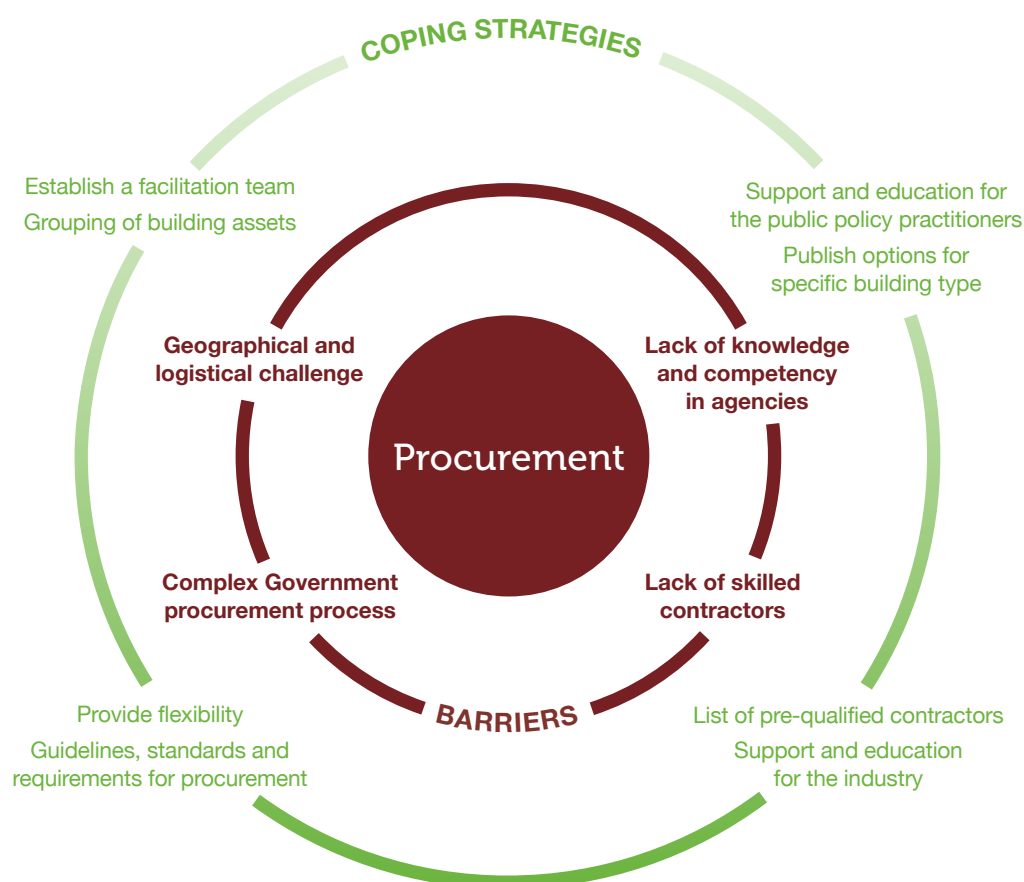 COPING STRATEGIES
Establish a facilitation team
Grouping of building assets
Support and education for
the public policy practitioners
Publish options for
specific building type
Geographical and
logistical challenge
Lack of knowledge
and competency
in agencies
Procurement
Complex Government
procurement process
Lack of skilled
contractors
BARRIERS
Provide flexibility
Guidelines, standards and
requirements for procurement
List of pre-qualified contractors
Support and education
for the industry